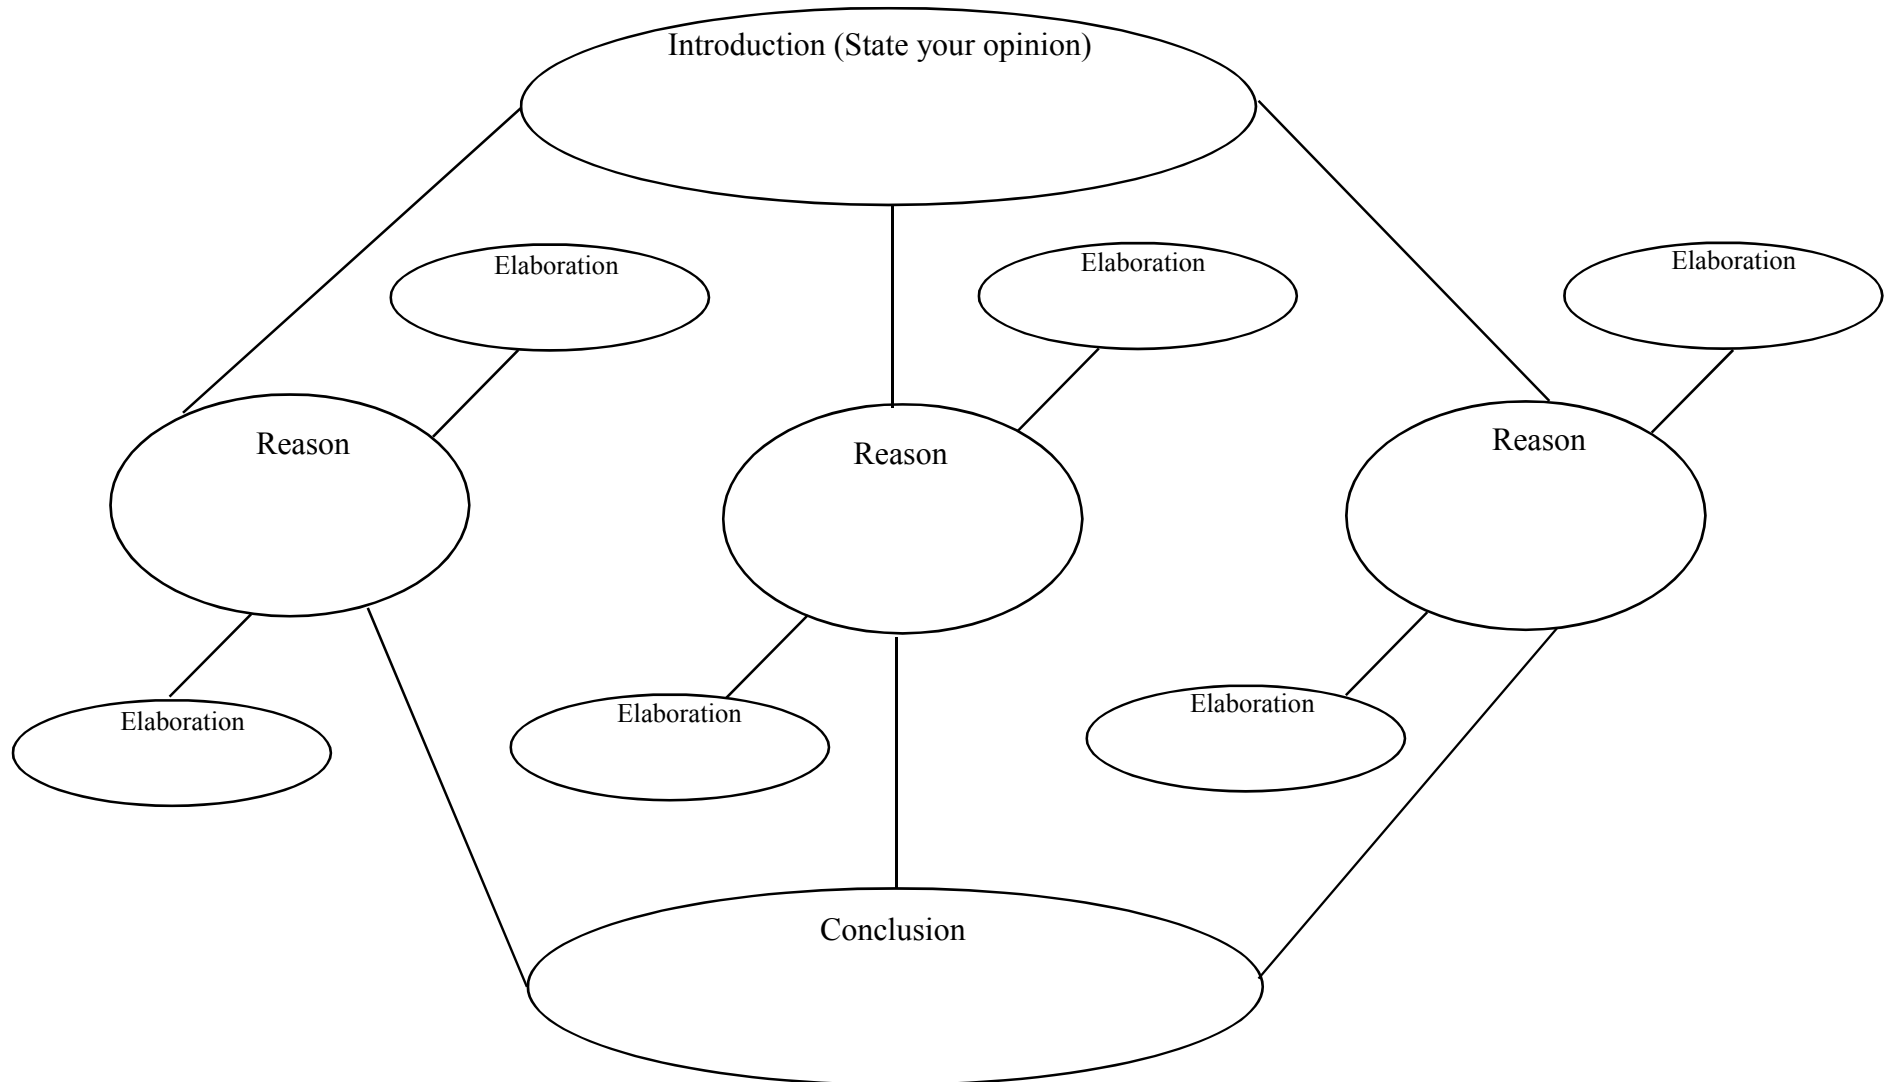 Introduction (State your opinion)
Elaboration
Elaboration
Elaboration
Reason
Reason
Reason
Elaboration
Elaboration
Elaboration
Conclusion